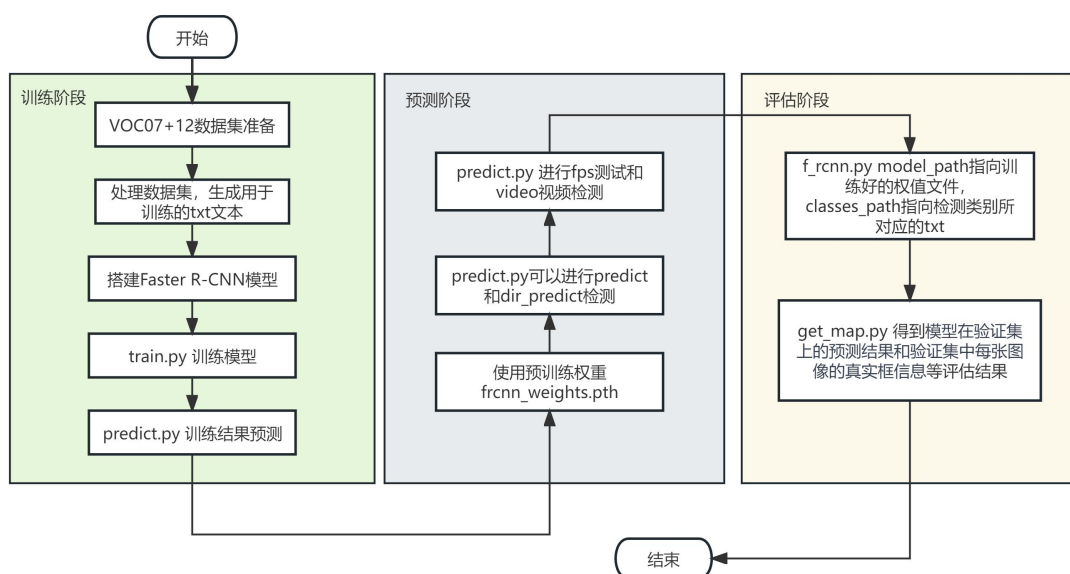 开始
训练阶段
VOC07+12数据集准备
处理数据集，生成用于
训练的txt文本
搭建Faster R-CNN模型
train.py 训练模型
predict.py 训练结果预测
预测阶段
predict.py 进行fps测试和
video视频检测
predict.py可以进行predict
和dir_predict检测
使用预训练权重
frcnn_weights.pth
评估阶段
f_rcnn.py model_path指向训
练好的权值文件，
classes_path指向检测类别所
对应的txt
get_map.py 得到模型在验证集
上的预测结果和验证集中每张图
像的真实框信息等评估结果
结束